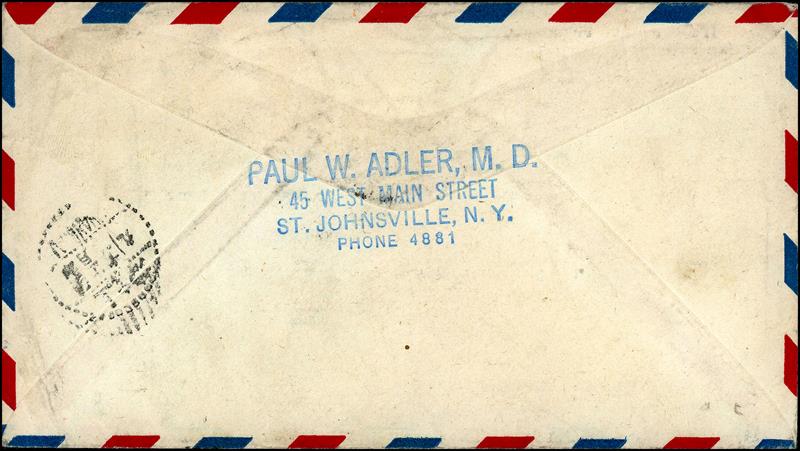 PAUL W. ADLER, M. D.
45 WEST MAIN STREET
ST. JOHNSVILLE, N. Y.
PHONE 4881